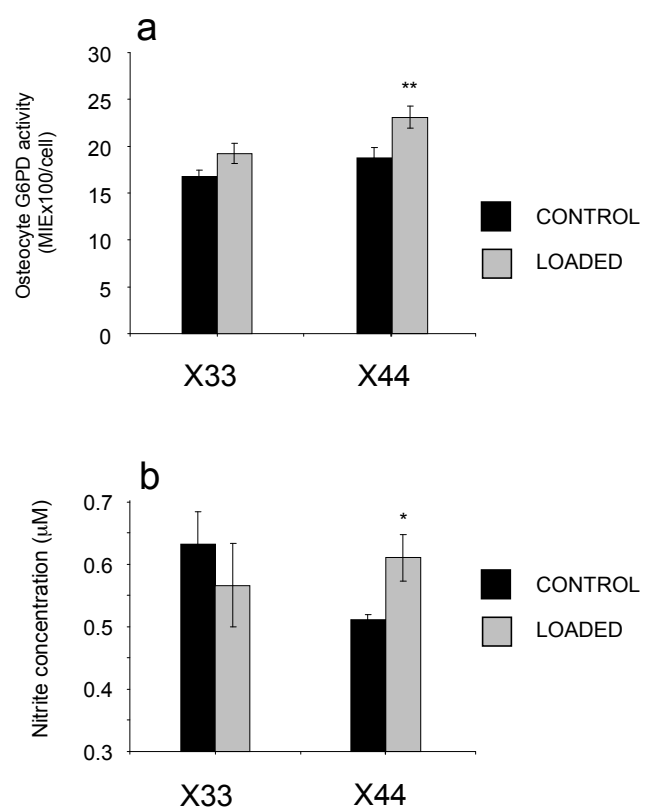 a
Osteocyte G6PD activity
(MIEx100/cell)
30
25
20
15
10
5
0
**
CONTROL
LOADED
X33 X44
b
Nitrite concentration (μM)
0.7
0.6
0.5
0.4
0.3
*
CONTROL
LOADED
X33 X44